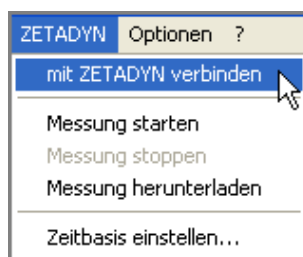 ZETADYN Optionen ?
mit ZETADYN verbinden
Messung starten
Messung stoppen
Messung herunterladen
Zeitbasis einstellen...